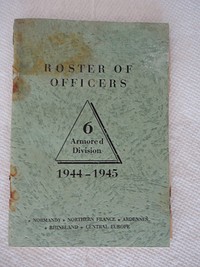 ROSTER OF
OFFICERS
6
Armored
Division
1944-1945
• NORMANDY • NORTHERN FRANCE • ARDENNES
• RHINELAND • CENTRAL EUROPE